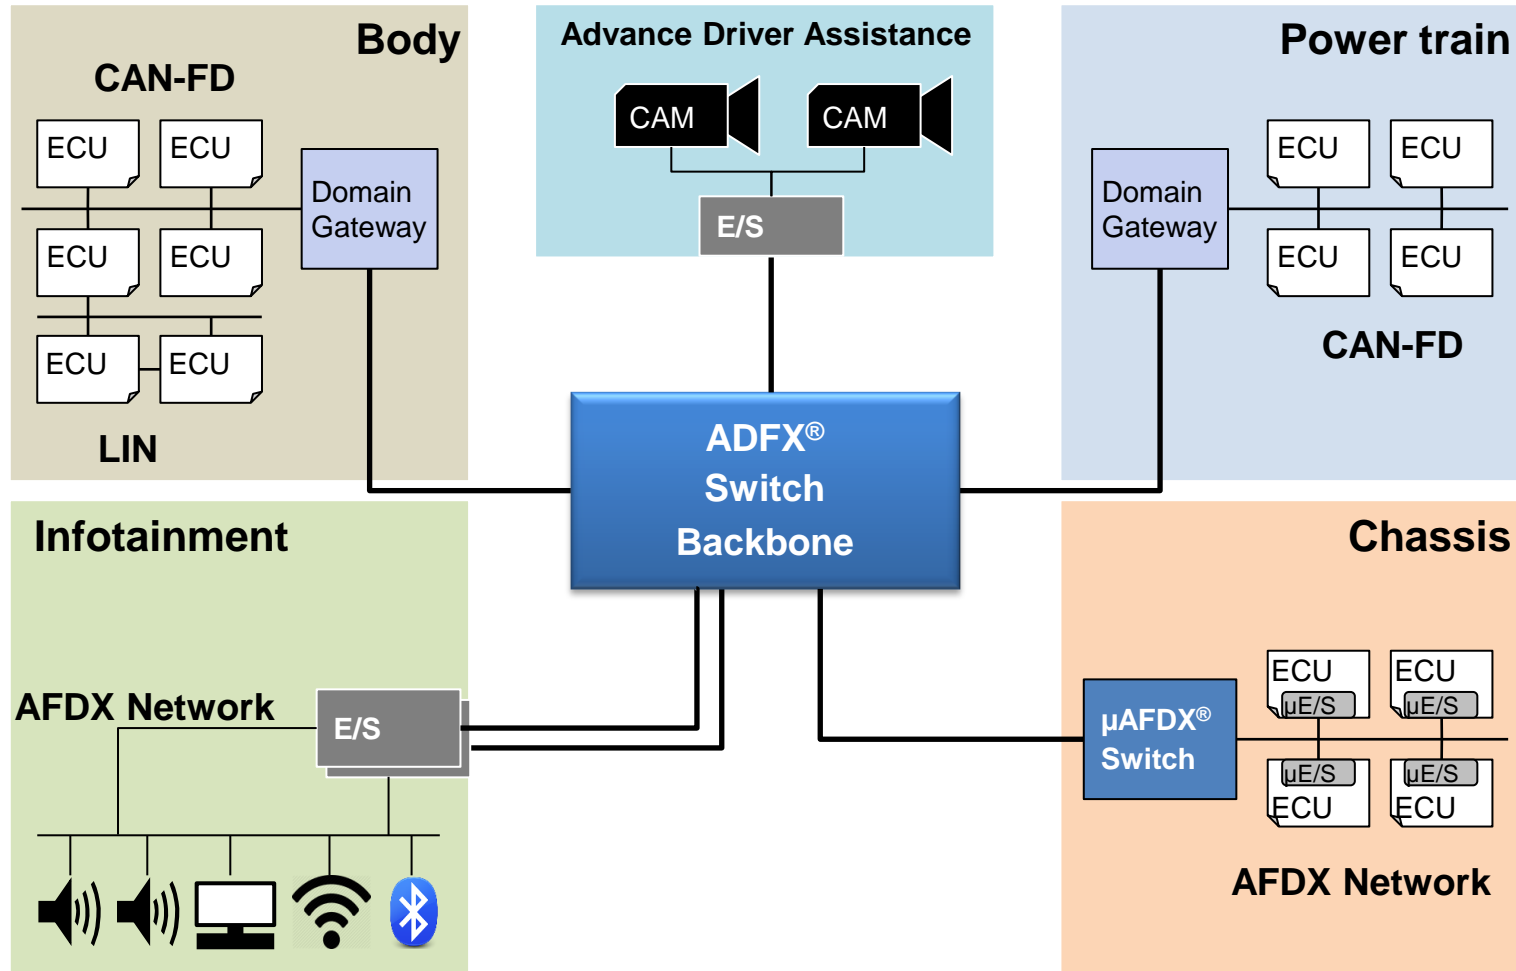 Body
CAN-FD
ECU
ECU
Domain
Gateway
ECU
ECU
ECU
ECU
LIN
Advance Driver Assistance
CAM
CAM
E/S
Power train
Domain
Gateway
ECU
ECU
ECU
ECU
CAN-FD
ADFX®
Switch
Backbone
Infotainment
AFDX Network
E/S
Chassis
µAFDX®
Switch
ECU
µE/S
ECU
µE/S
µE/S
ECU
µE/S
ECU
AFDX Network